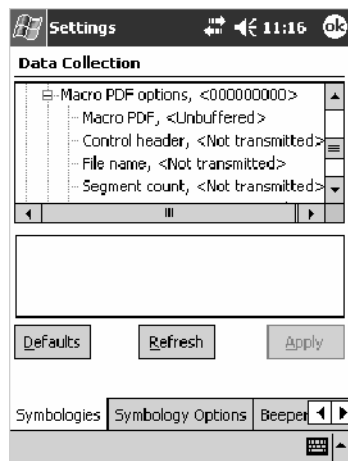 Settings 11:16 ok
Data Collection
Macro PDF options, <000000000>
Macro PDF, <Unbuffered>
Control header, <Not transmitted>
File name, <Not transmitted>
Segment count, <Not transmitted>
Defaults Refresh Apply
Symbologies Symbology Options Beeper